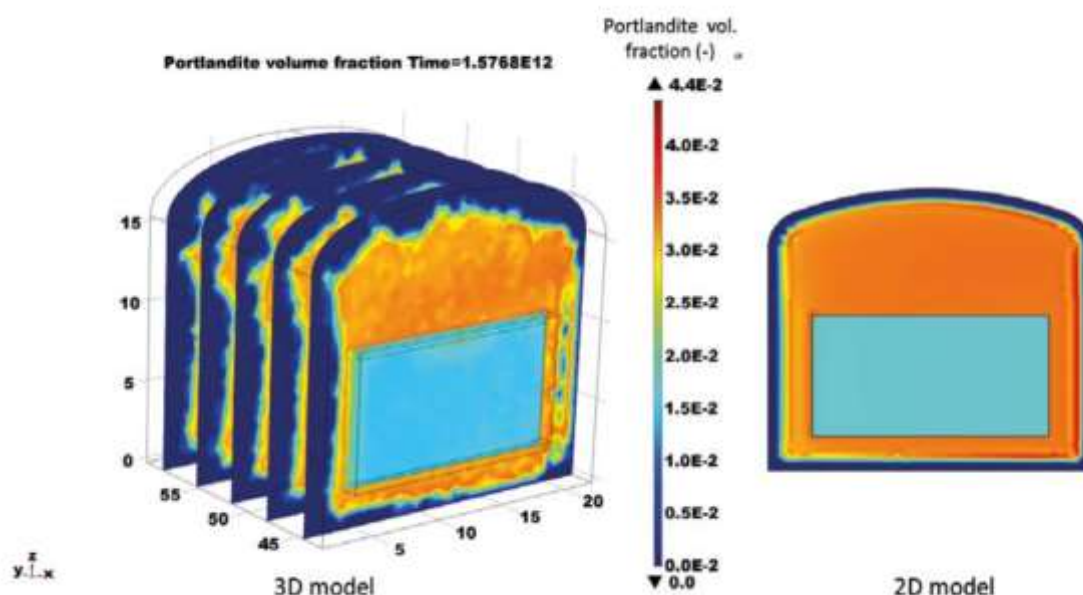 Portlandite vol.
fraction (-)
Portlandite volume fraction Time=1.5768E12
▲ 4.4E-2
4.0E-2
3.5E-2
3.0E-2
2.5E-2
2.0E-2
1.5E-2
1.0E-2
0.5E-2
0.0E-2
▼ 0.0
15
10
5
0
55
50
45
5
10
15
20
z
y x
3D model
2D model